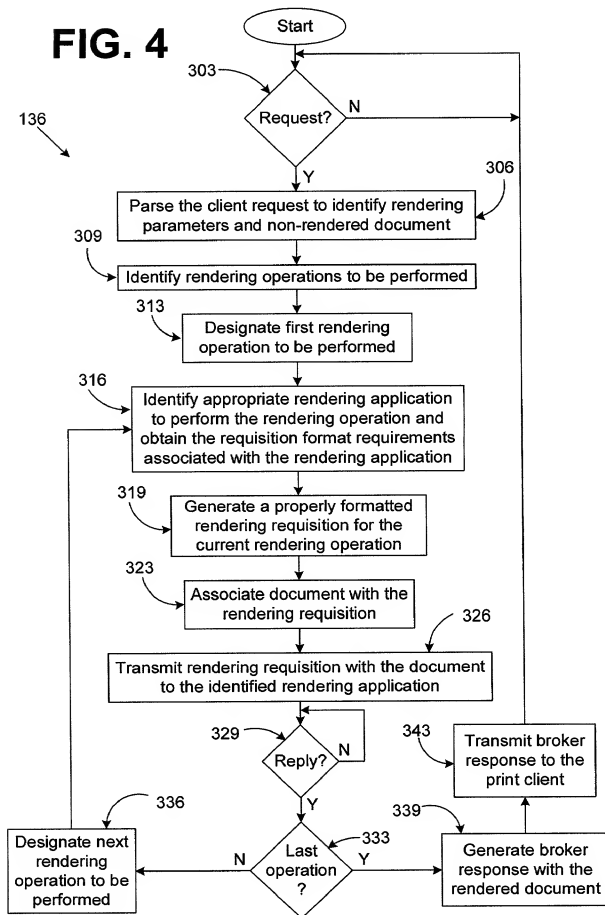 FIG. 4
Start
303
Request?
N
136
Y
306
Parse the client request to identify rendering
parameters and non-rendered document
309
Identify rendering operations to be performed
313
Designate first rendering
operation to be performed
316
Identify appropriate rendering application
to perform the rendering operation and
obtain the requisition format requirements
associated with the rendering application.
319
Generate a properly formatted
rendering requisition for the
current rendering operation
323
Associate document with the
rendering requisition
326
Transmit rendering requisition with the document
to the identified rendering application
329
Reply?
N
Y
343
Transmit broker
response to the
print client
336
Designate next
rendering
operation to be
performed
N
333
Last
operation
?
Y
339
Generate broker
response with the
rendered document